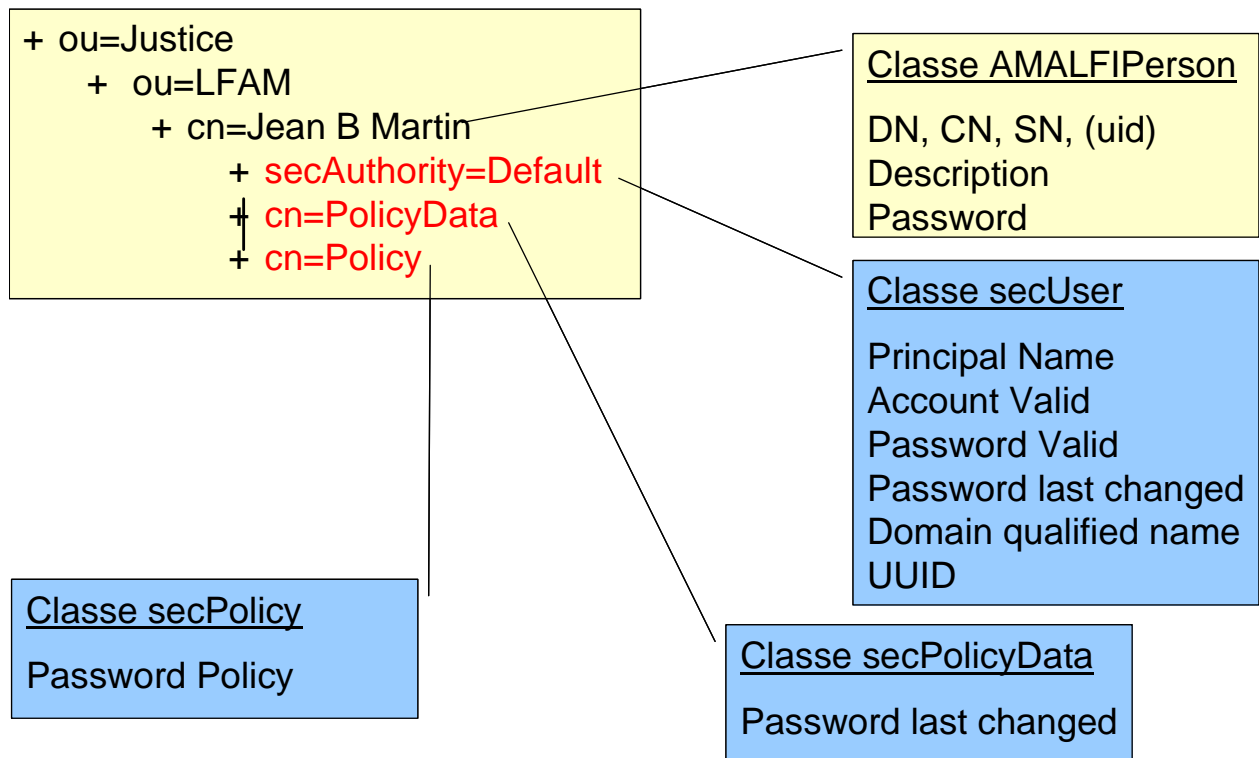 + ou=Justice
+ ou=LFAM
+ cn=Jean B Martin
+ secAuthority=Default
+ cn=PolicyData
+ cn=Policy
Classe AMALFIPerson
DN, CN, SN, (uid)
Description
Password
Classe secUser
Principal Name
Account Valid
Password Valid
Password last changed
Domain qualified name
UUID
Classe secPolicy
Password Policy
Classe secPolicyData
Password last changed